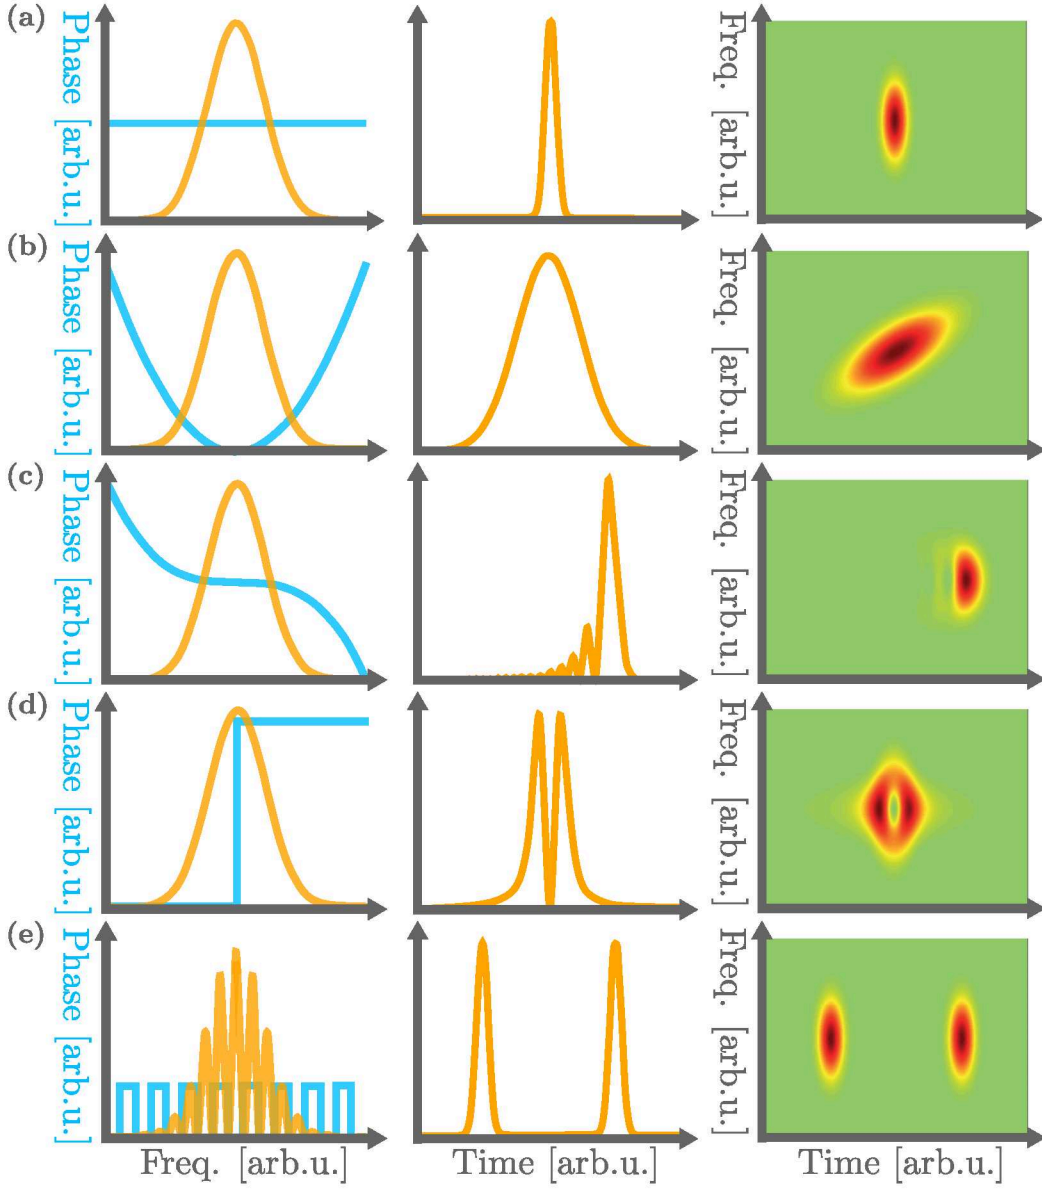 (a)
Phase [arb.u.]
Freq. [arb.u.]
(b)
Phase [arb.u.]
Freq. [arb.u.]
(c)
Phase [arb.u.]
Freq. [arb.u.]
(d)
Phase [arb.u.]
Freq. [arb.u.]
(e)
Phase [arb.u.]
Freq. [arb.u.]
Freq. [arb.u.]
Time [arb.u.]
Time [arb.u.]